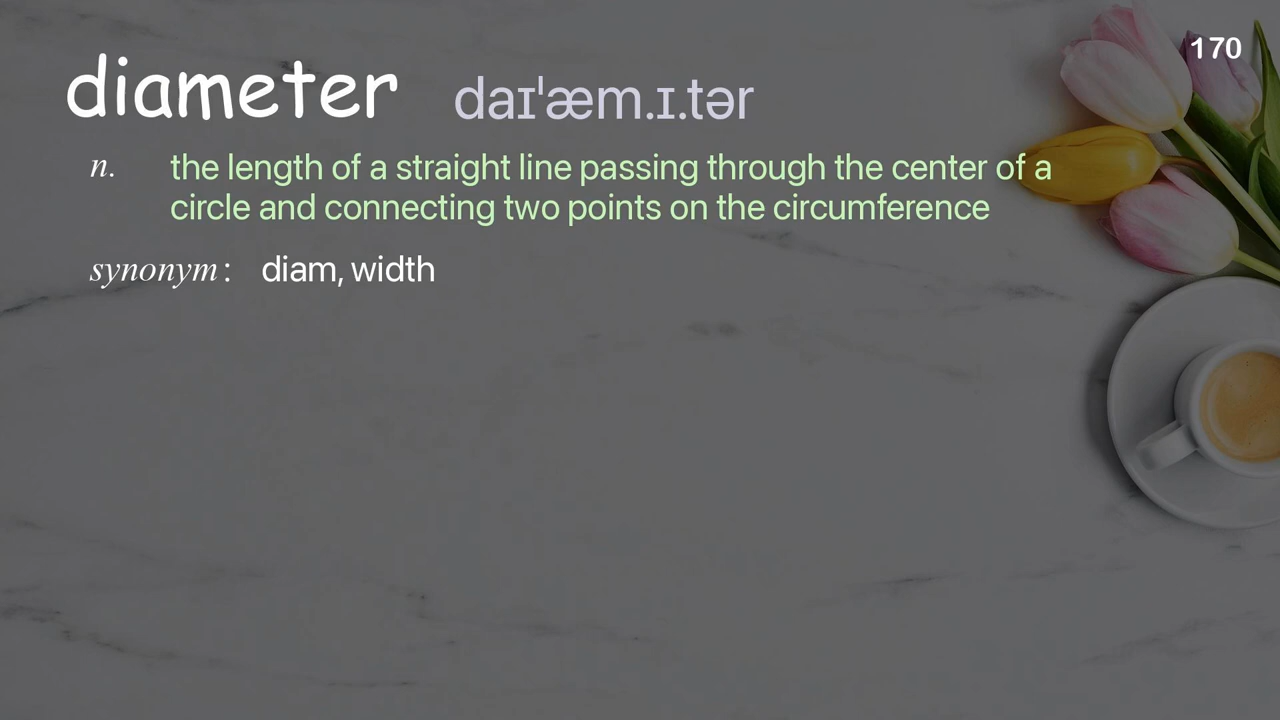 170
diameter daɪˈæm.ɪ.tər
n. the length of a straight line passing through the center of a
circle and connecting two points on the circumference
synonym: diam, width